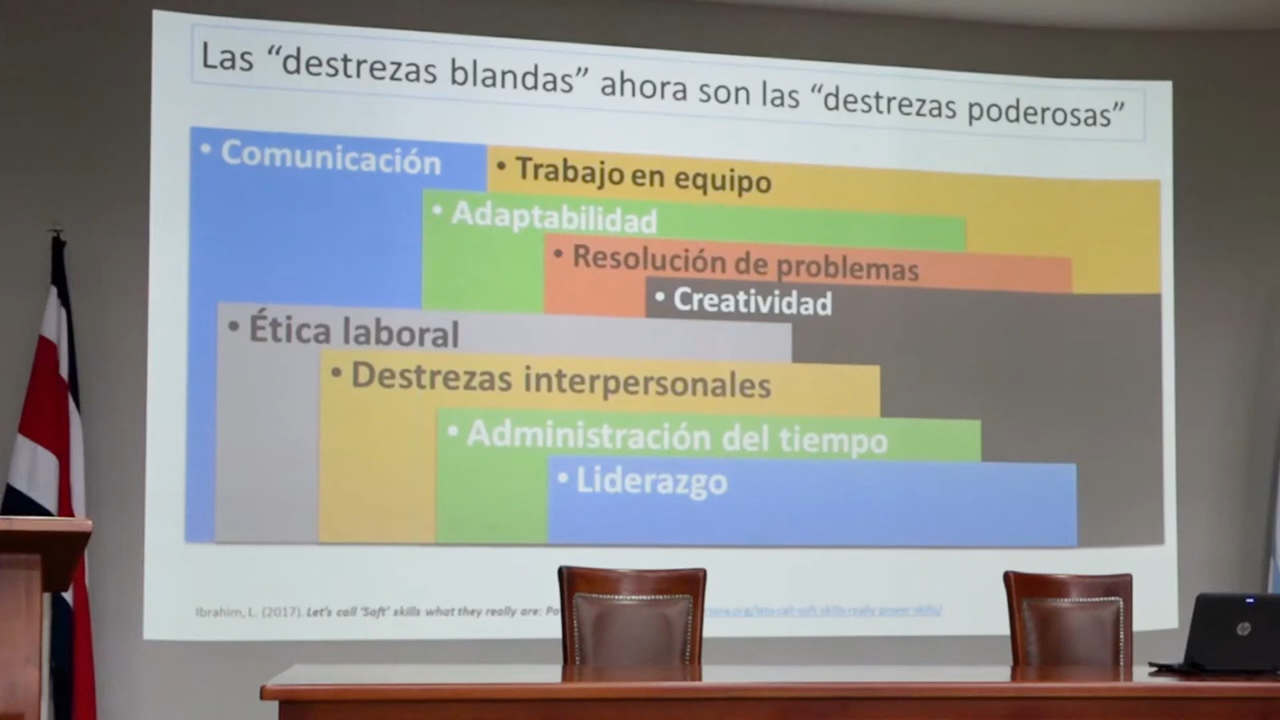 Las “destrezas blandas” ahora son las “destrezas poderosas”
• Comunicación
• Trabajo en equipo
• Adaptabilidad
• Resolución de problemas
• Creatividad
• Ética laboral
• Destrezas interpersonales
• Administración del tiempo
• Liderazgo
Ibrahim, L. (2017). Let’s call ‘Soft’ skills what they really are:
hp